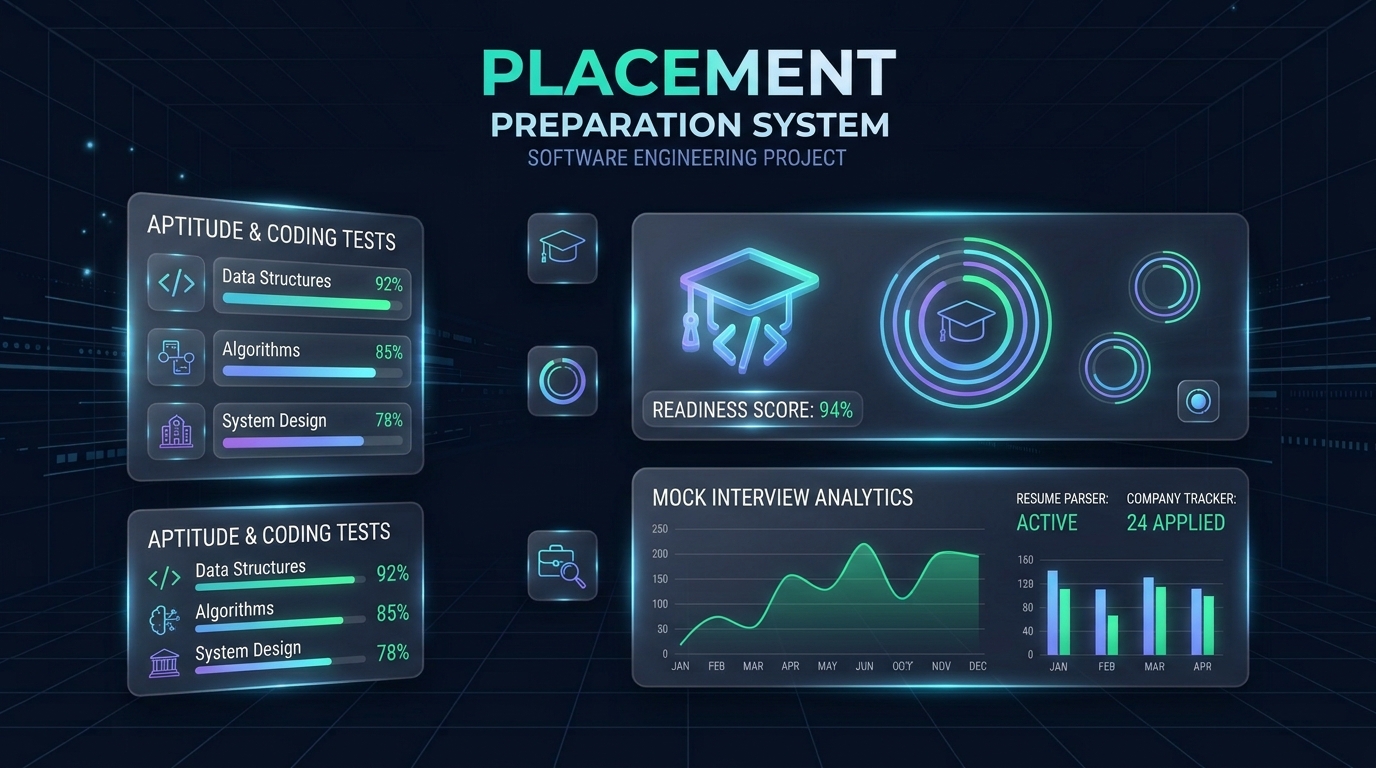 PLACEMENT
PREPARATION SYSTEM
SOFTWARE ENGINEERING PROJECT
APTITUDE & CODING TESTS
</>
Data Structures 92%
Algorithms 85%
System Design 78%
APTITUDE & CODING TESTS
</> Data Structures 92%
Algorithms 85%
System Design 78%
</>
READINESS SCORE: 94%
MOCK INTERVIEW ANALYTICS
250
200
150
100
30
0
JAN FEB MAR APR MAY JUN OO'Y NDV DEC
RESUME PARSER:
ACTIVE
COMPANY TRACKER:
24 APPLIED
160
120
80
40
0
JAN FEB MAR APR